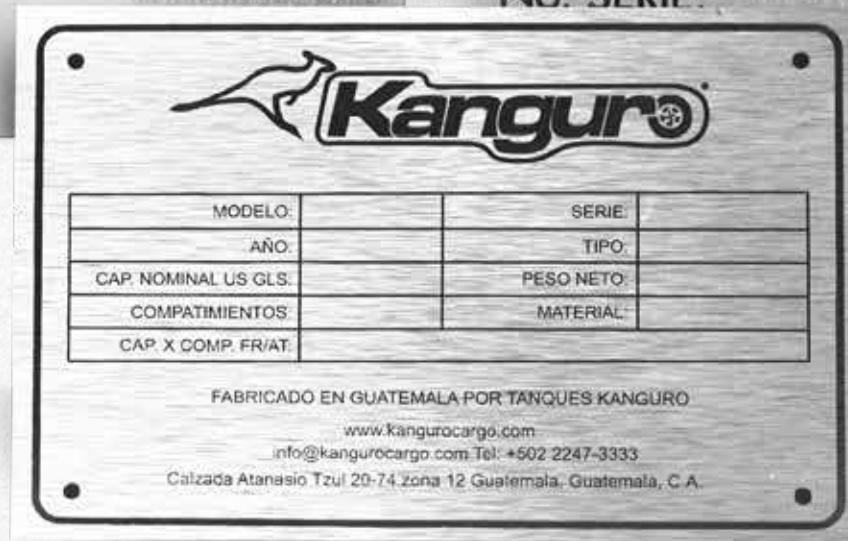 No. SERIE:
Kanguro
MODELO: SERIE:
AÑO: TIPO:
CAP. NOMINAL US GLS. PESO NETO:
COMPATIMIENTOS: MATERIAL:
CAP. X COMP. FR/AT:
FABRICADO EN GUATEMALA POR TANQUES KANGURO
www.kangurocargo.com
info@kangurocargo.com Tel: +502 2247-3333
Calzada Atanasio Tzul 20-74 zona 12 Guatemala, Guatemala, C.A.